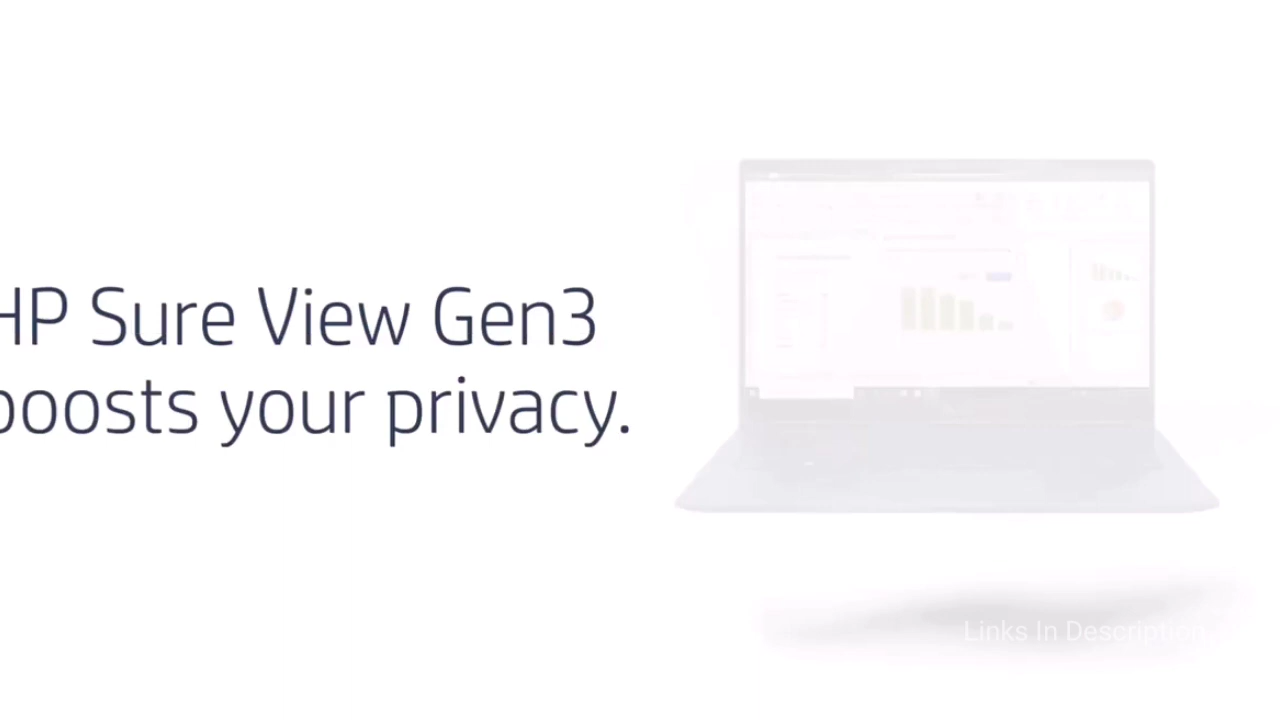 HP Sure View Gen3
boosts your privacy.
Links In Description